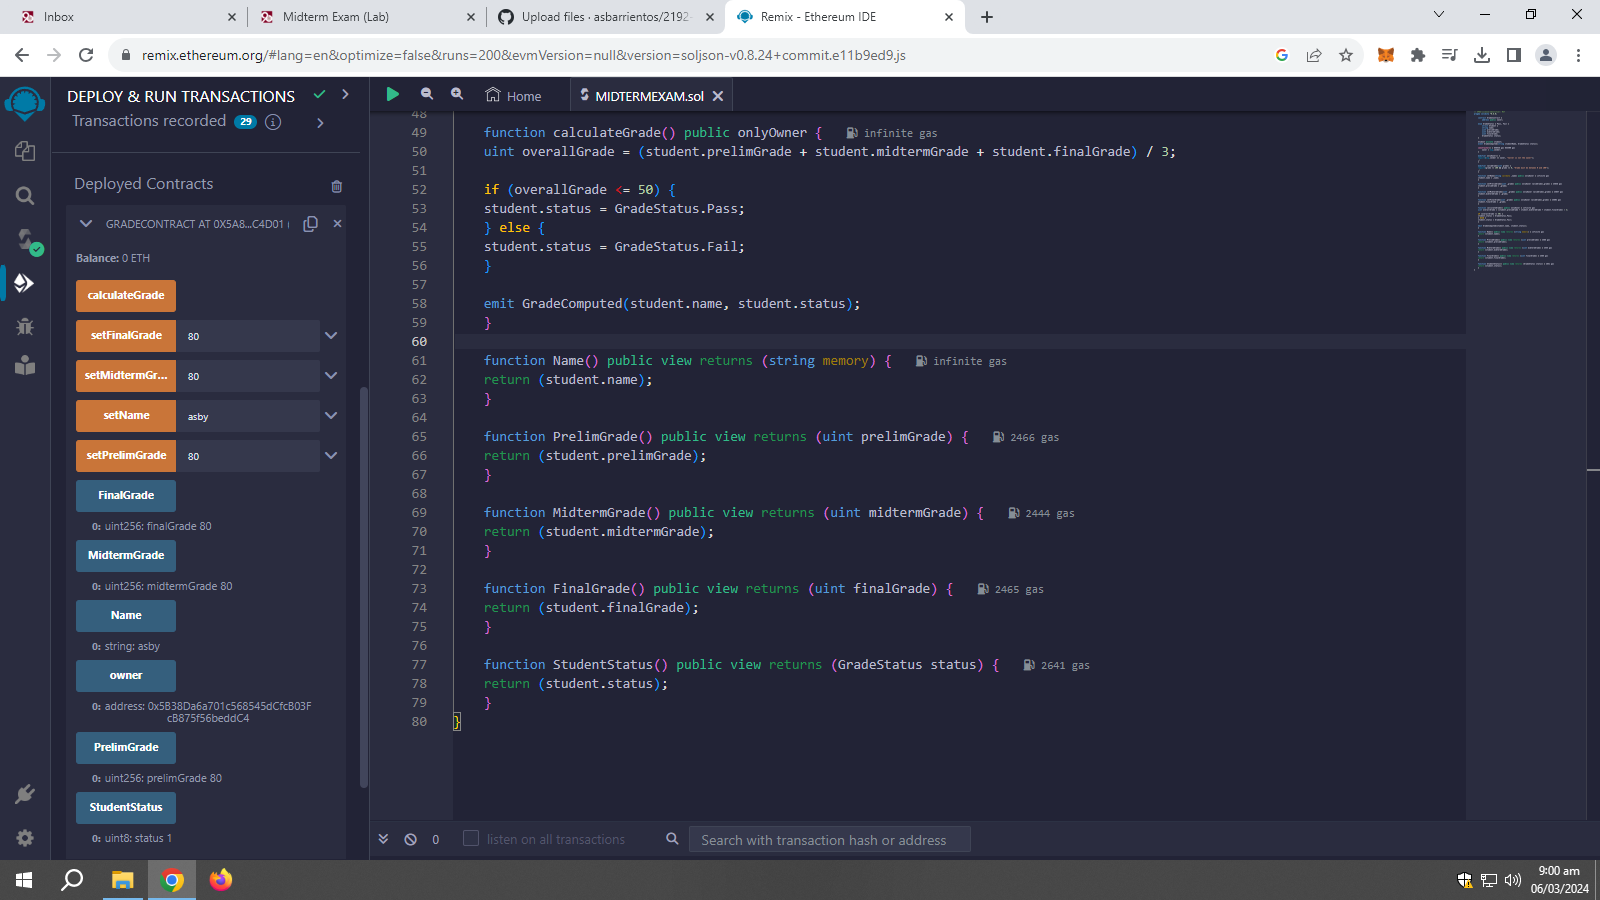 Inbox
Midterm Exam (Lab)
Upload files · asbarrientos/2192-
Remix - Ethereum IDE
remix.ethereum.org/#lang=en&optimize=false&runs=200&evmVersion=null&version=soljson-v0.8.24+commit.e11b9ed9.js
DEPLOY & RUN TRANSACTIONS
Transactions recorded 29
Deployed Contracts
GRADECONTRACT AT 0X5A8...C4D01 (
Balance: 0 ETH
calculateGrade
setFinalGrade 80
setMidtermGr... 80
setName asby
setPrelimGrade 80
FinalGrade
0: uint256: finalGrade 80
MidtermGrade
0: uint256: midtermGrade 80
Name
0: string: asby
owner
0: address: 0x5B38Da6a701c568545dCfcB03F
cB875f56beddC4
PrelimGrade
0: uint256: prelimGrade 80
StudentStatus
0: uint8: status 1
Home
MIDTERMEXAM.sol
48
49 function calculateGrade() public onlyOwner { infinite gas
50 uint overallGrade = (student.prelimGrade + student.midtermGrade + student.finalGrade) / 3;
51
52 if (overallGrade <= 50) {
53 student.status = GradeStatus.Pass;
54 } else {
55 student.status = GradeStatus.Fail;
56 }
57
58 emit GradeComputed(student.name, student.status);
59 }
60
61 function Name() public view returns (string memory) { infinite gas
62 return (student.name);
63 }
64
65 function PrelimGrade() public view returns (uint prelimGrade) { 2466 gas
66 return (student.prelimGrade);
67 }
68
69 function MidtermGrade() public view returns (uint midtermGrade) { 2444 gas
70 return (student.midtermGrade);
71 }
72
73 function FinalGrade() public view returns (uint finalGrade) { 2465 gas
74 return (student.finalGrade);
75 }
76
77 function StudentStatus() public view returns (GradeStatus status) { 2641 gas
78 return (student.status);
79 }
80 }
0
listen on all transactions
Search with transaction hash or address
9:00 am
06/03/2024